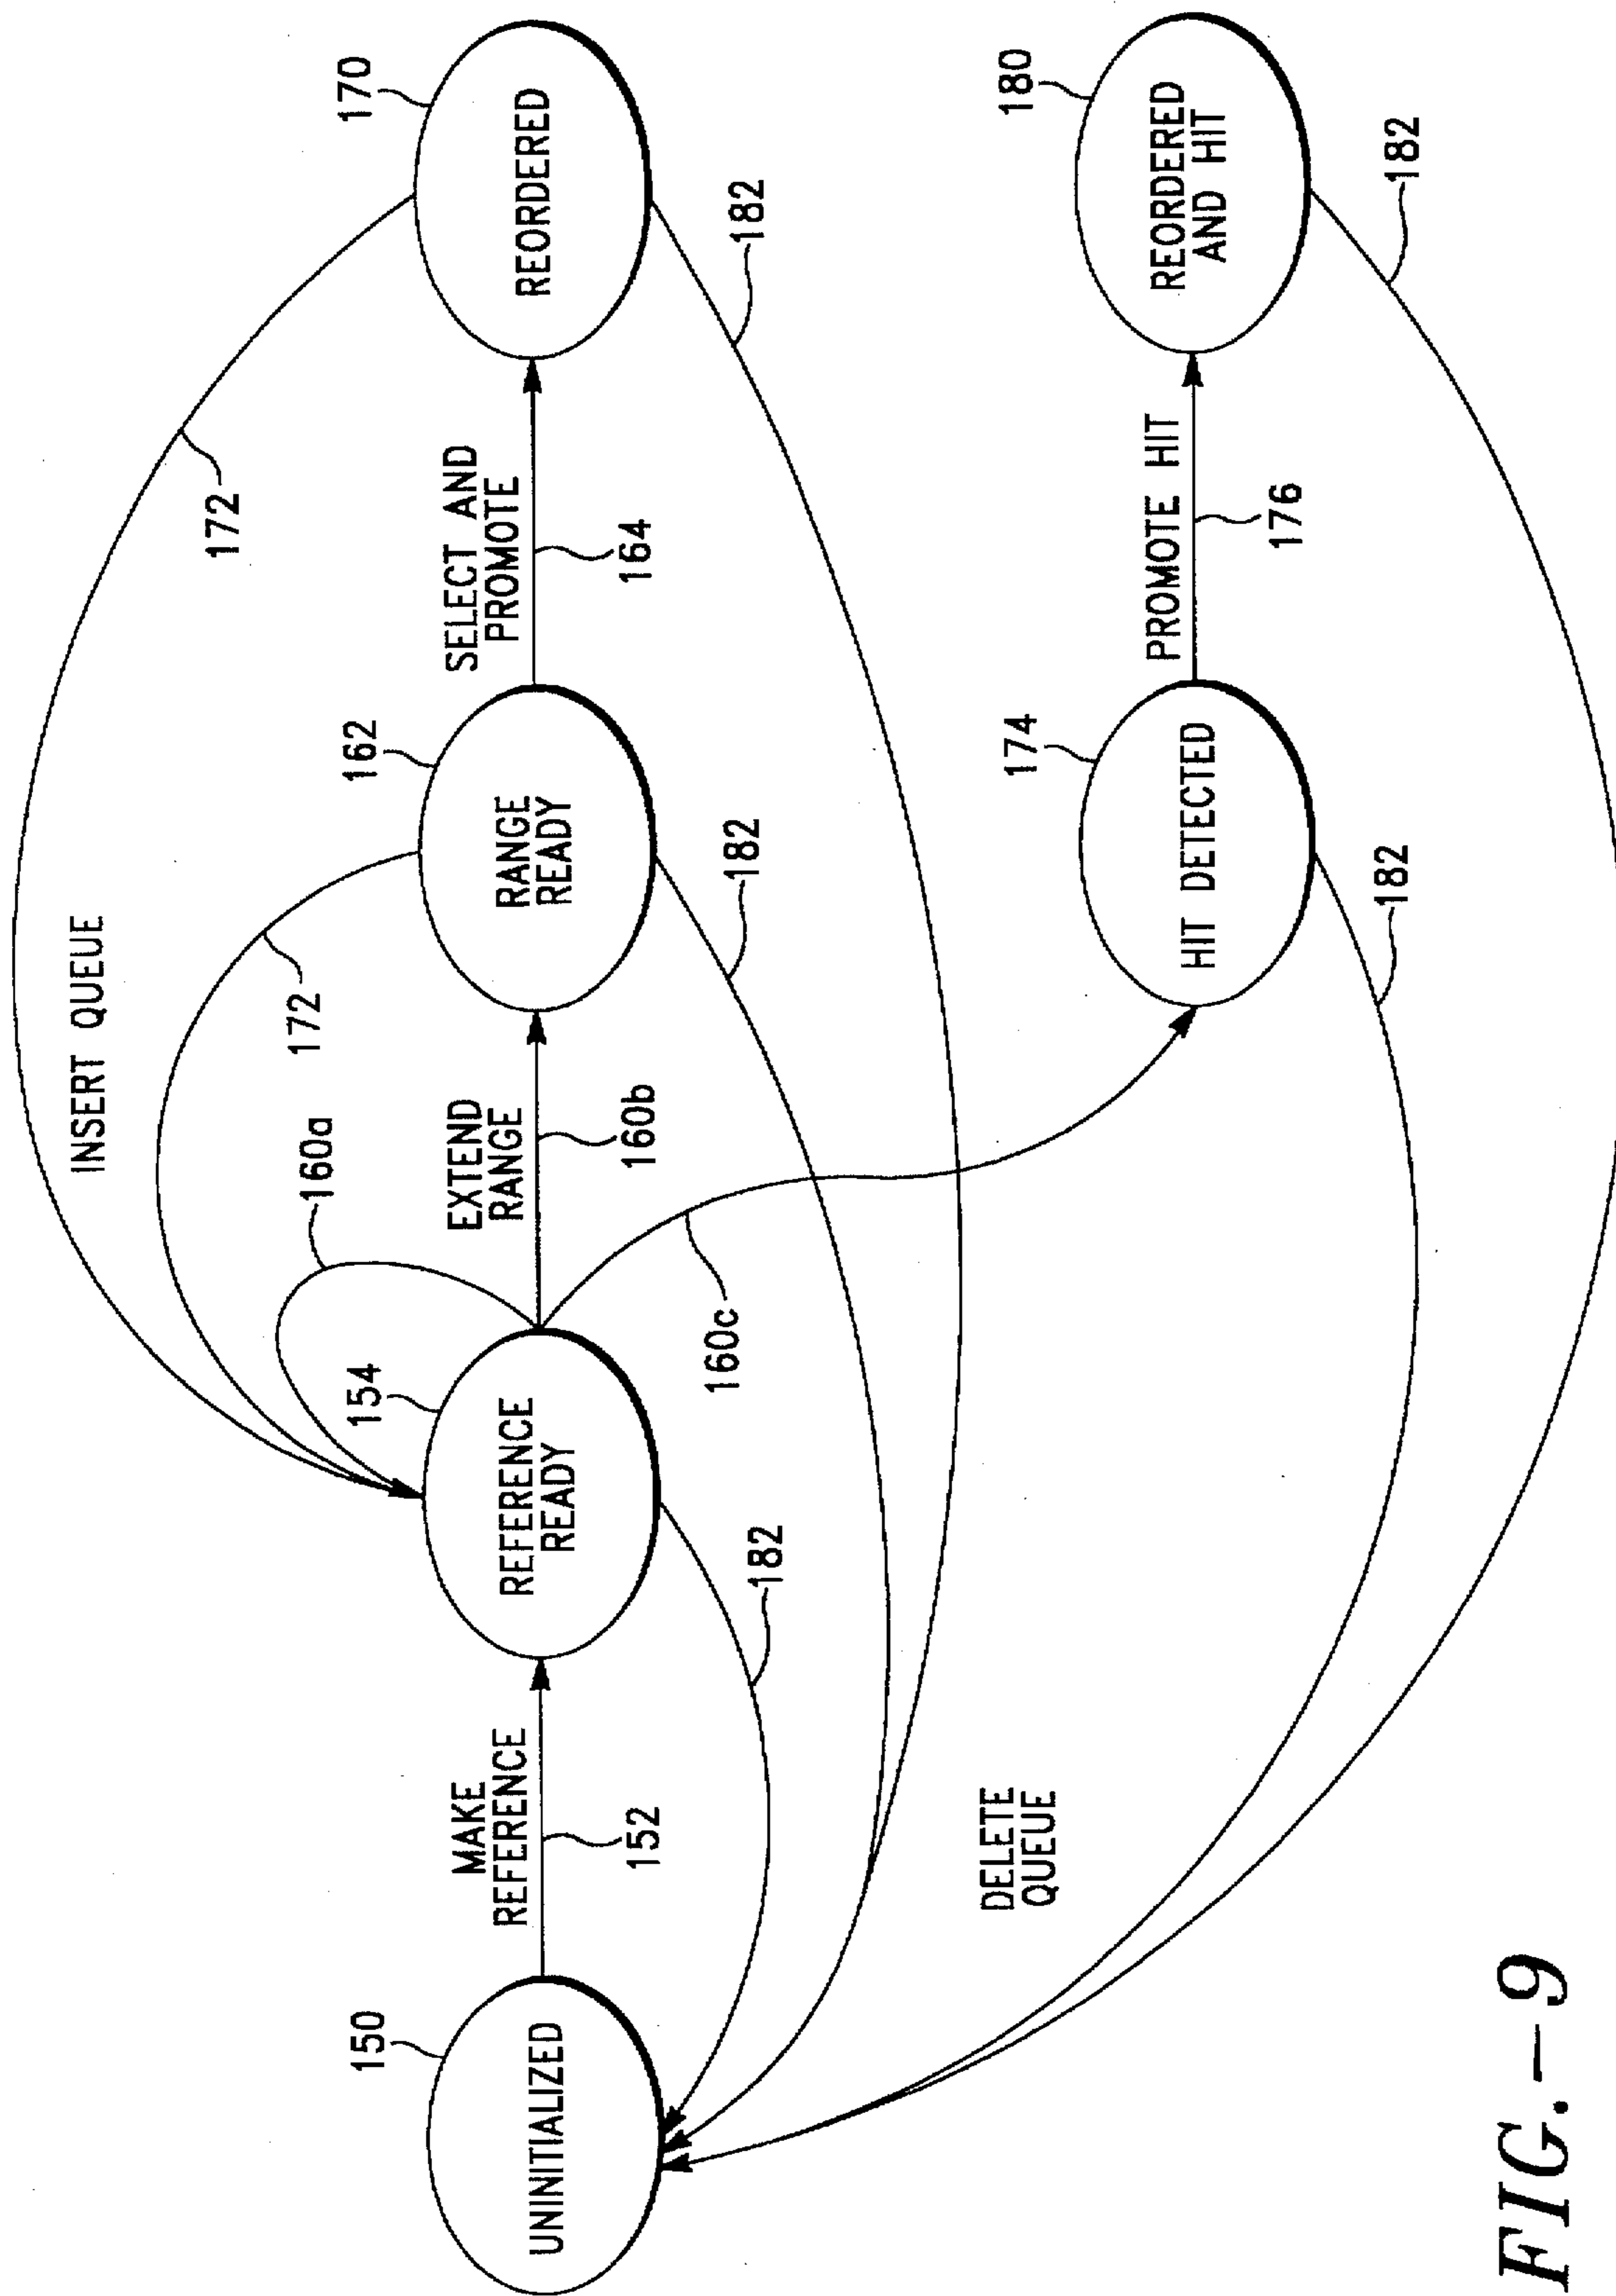 INSERT QUEUE
172
172
160a
150
154
162
170
MAKE
REFERENCE
EXTEND
RANGE
SELECT AND
PROMOTE
UNINITIALIZED
REFERENCE
READY
RANGE
READY
REORDERED
152
160b
164
182
160c
182
182
DELETE
QUEUE
174
180
HIT DETECTED
PROMOTE HIT
REORDERED
AND HIT
176
182
182
FIG.-9